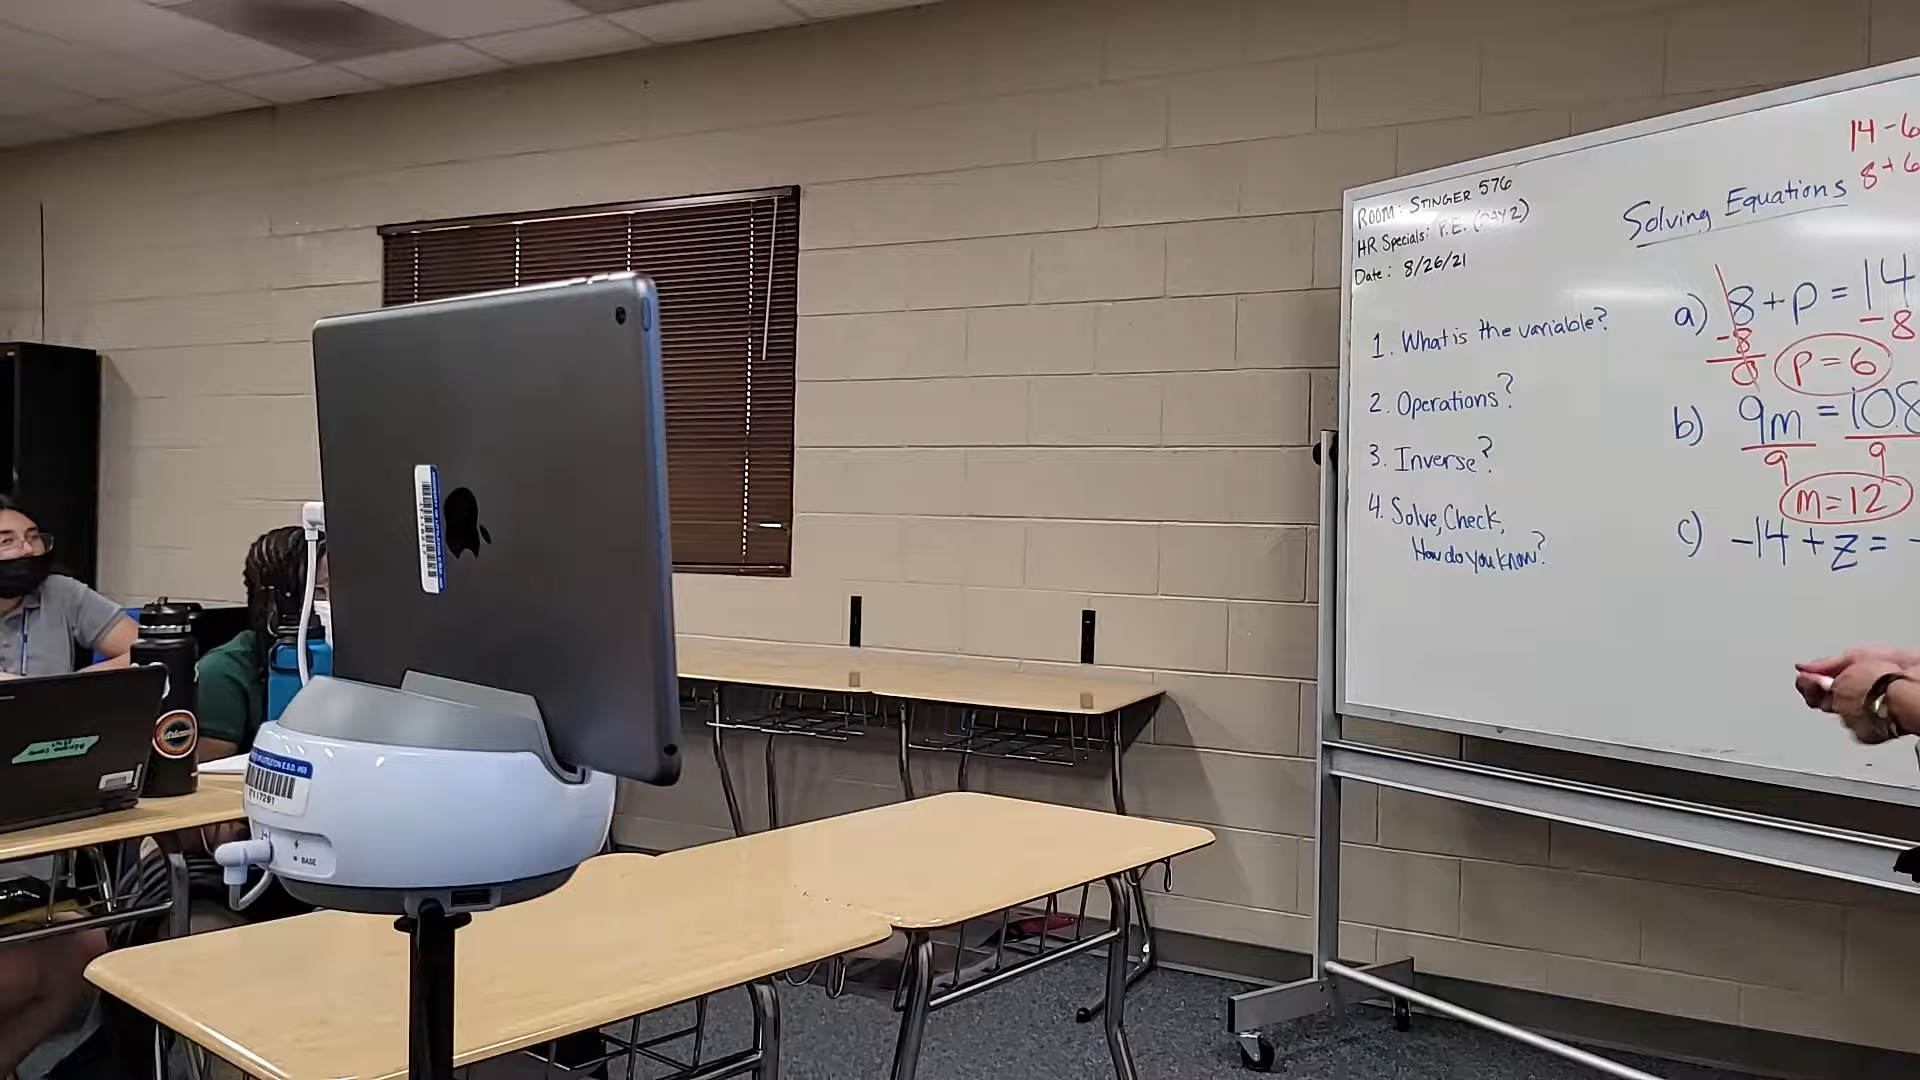 ROOM: STINGER 576
HR Specials: P.E. (DAY 2)
Date: 8/26/21
1. What is the variable?
2. Operations?
3. Inverse?
4. Solve, Check,
How do you know?
14-6
8+6
Solving Equations
a) 8+p=14
-8 -8
0 p=6
b) 9m=108
9 9
m=12
c) -14+z=-
BASE